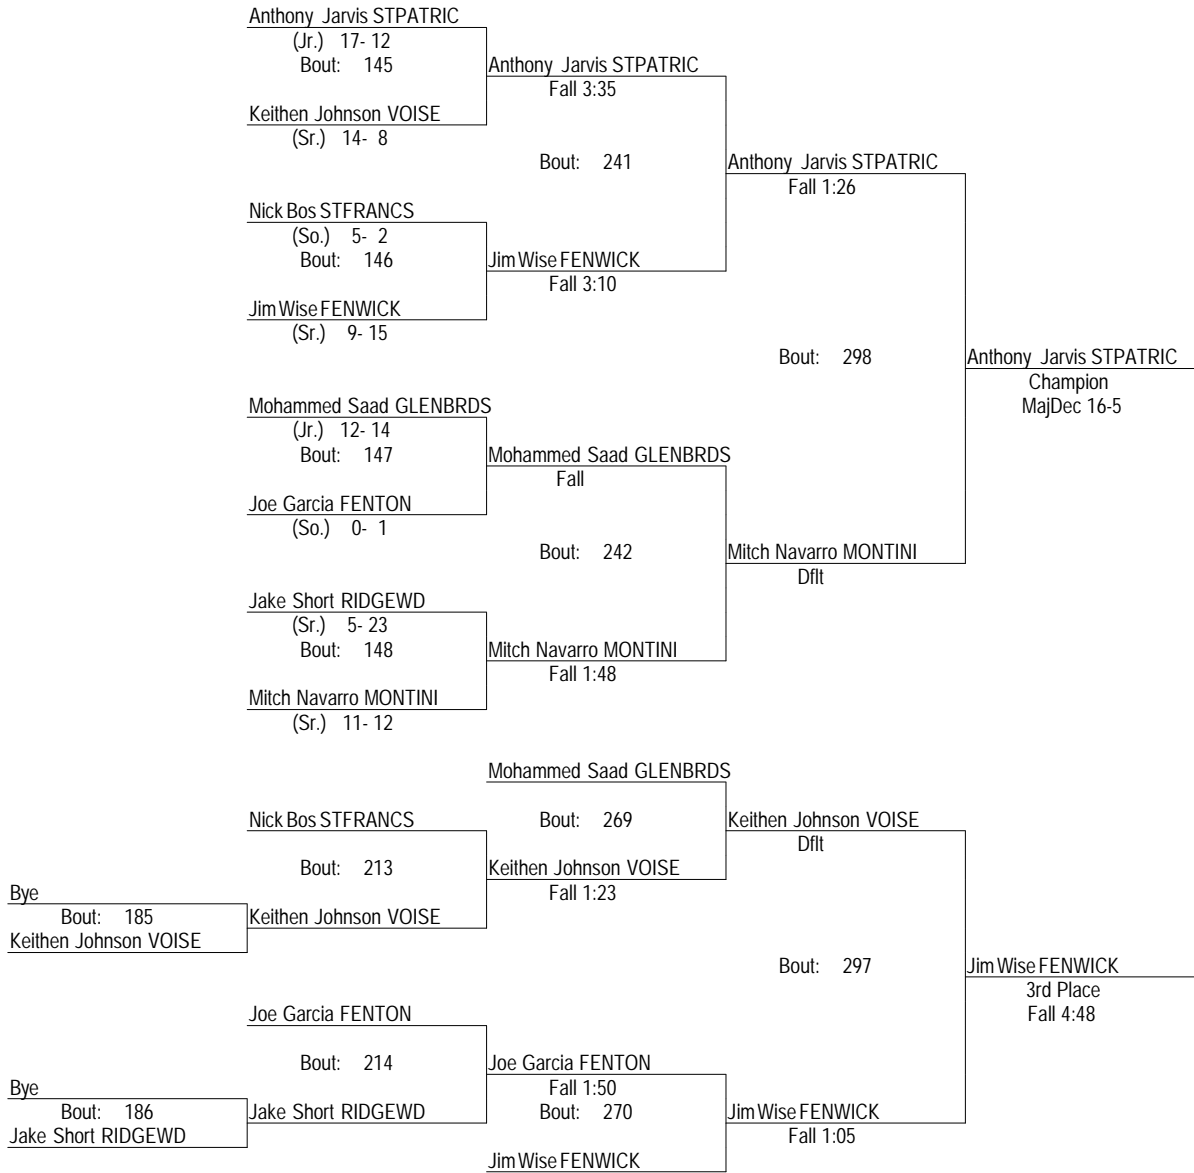 Anthony Jarvis STPATRIC
(Jr.) 17- 12
Bout: 145
Anthony Jarvis STPATRIC
Fall 3:35
Keithen Johnson VOISE
(Sr.) 14- 8
Bout: 241
Anthony Jarvis STPATRIC
Fall 1:26
Nick Bos STFRANCS
(So.) 5- 2
Bout: 146
Jim Wise FENWICK
Fall 3:10
Jim Wise FENWICK
(Sr.) 9- 15
Bout: 298
Anthony Jarvis STPATRIC
Champion
MajDec 16-5
Mohammed Saad GLENBRDS
(Jr.) 12- 14
Bout: 147
Mohammed Saad GLENBRDS
Fall
Joe Garcia FENTON
(So.) 0- 1
Bout: 242
Mitch Navarro MONTINI
Dflt
Jake Short RIDGEWD
(Sr.) 5- 23
Bout: 148
Mitch Navarro MONTINI
Fall 1:48
Mitch Navarro MONTINI
(Sr.) 11- 12
Mohammed Saad GLENBRDS
Nick Bos STFRANCS
Bout: 269
Keithen Johnson VOISE
Dflt
Bout: 213
Keithen Johnson VOISE
Fall 1:23
Bye
Bout: 185
Keithen Johnson VOISE
Keithen Johnson VOISE
Bout: 297
Jim Wise FENWICK
3rd Place
Fall 4:48
Joe Garcia FENTON
Bout: 214
Joe Garcia FENTON
Fall 1:50
Bye
Bout: 186
Jake Short RIDGEWD
Bout: 270
Jim Wise FENWICK
Fall 1:05
Jake Short RIDGEWD
Jim Wise FENWICK